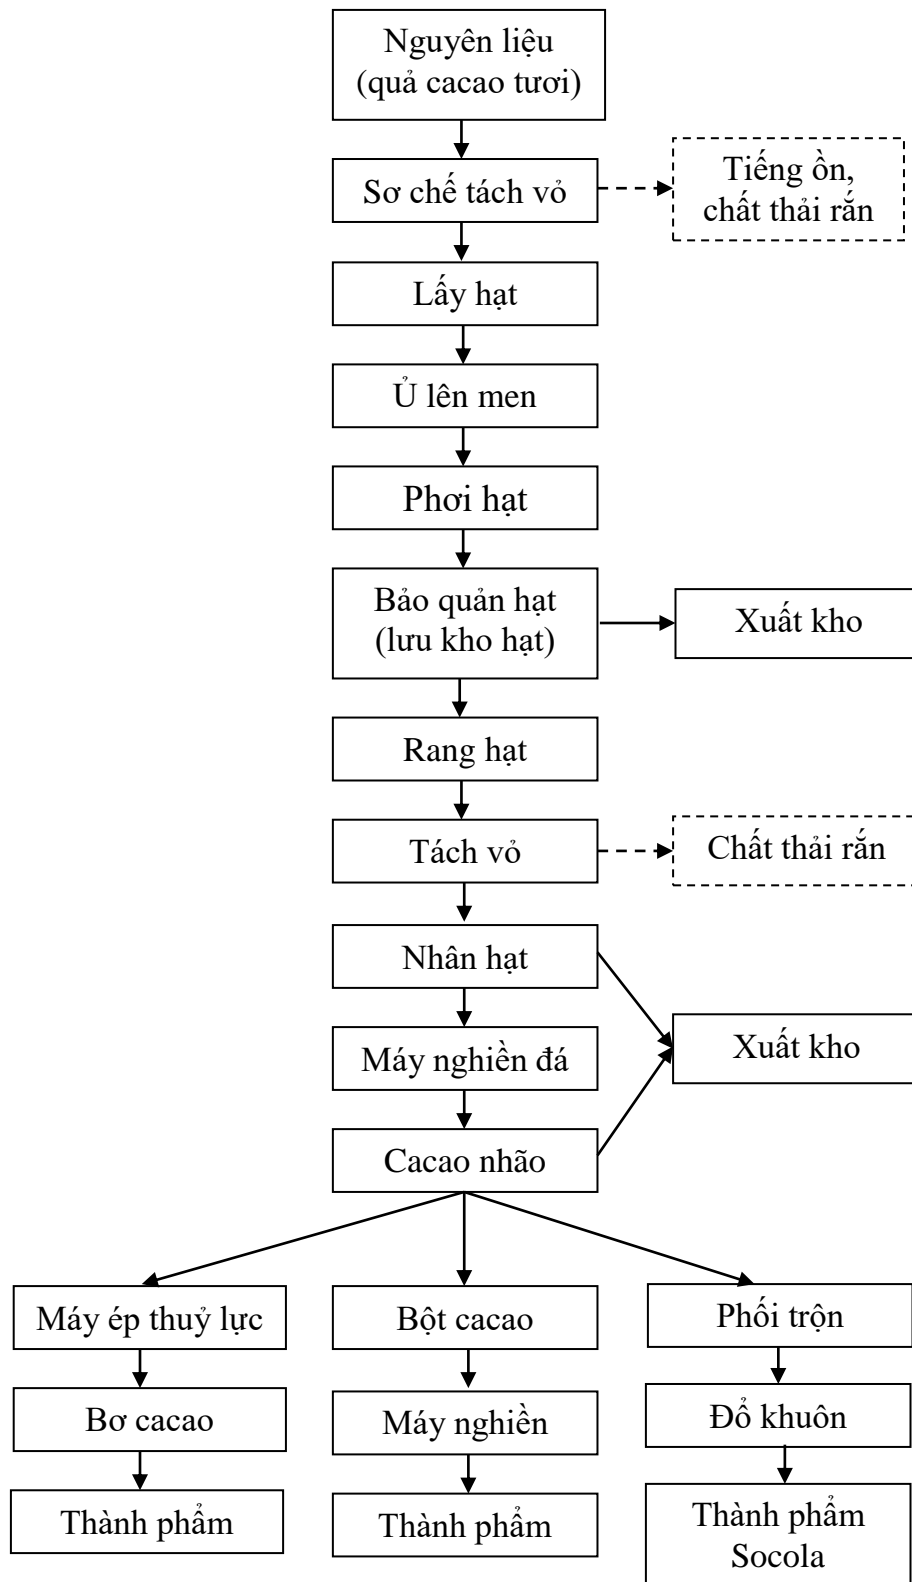 Nguyên liệu
(quả cacao tươi)
Sơ chế tách vỏ
Tiếng ồn,
chất thải rắn
Lấy hạt
Ủ lên men
Phơi hạt
Bảo quản hạt
(lưu kho hạt)
Xuất kho
Rang hạt
Tách vỏ
Chất thải rắn
Nhân hạt
Máy nghiền đá
Xuất kho
Cacao nhão
Máy ép thuỷ lực
Bột cacao
Phối trộn
Bơ cacao
Máy nghiền
Đổ khuôn
Thành phẩm
Thành phẩm
Thành phẩm
Socola